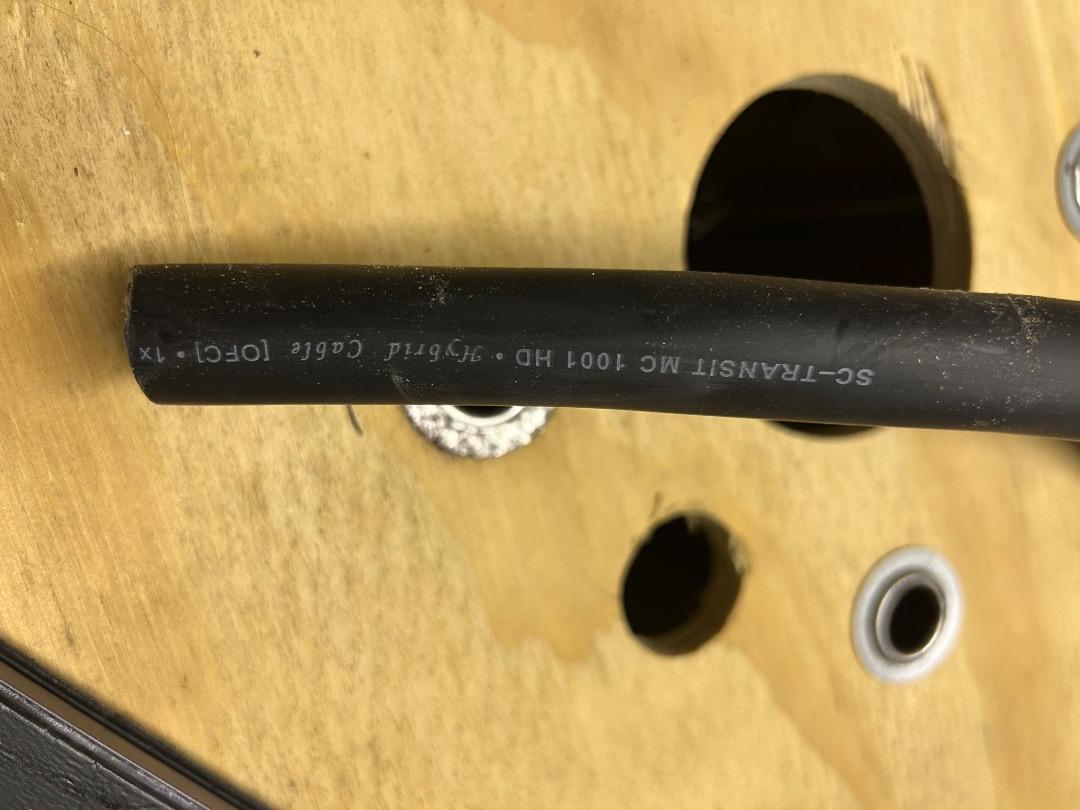 SC-TRANSIT MC 1001 HD • Hybrid Cable [OFC] • 1x